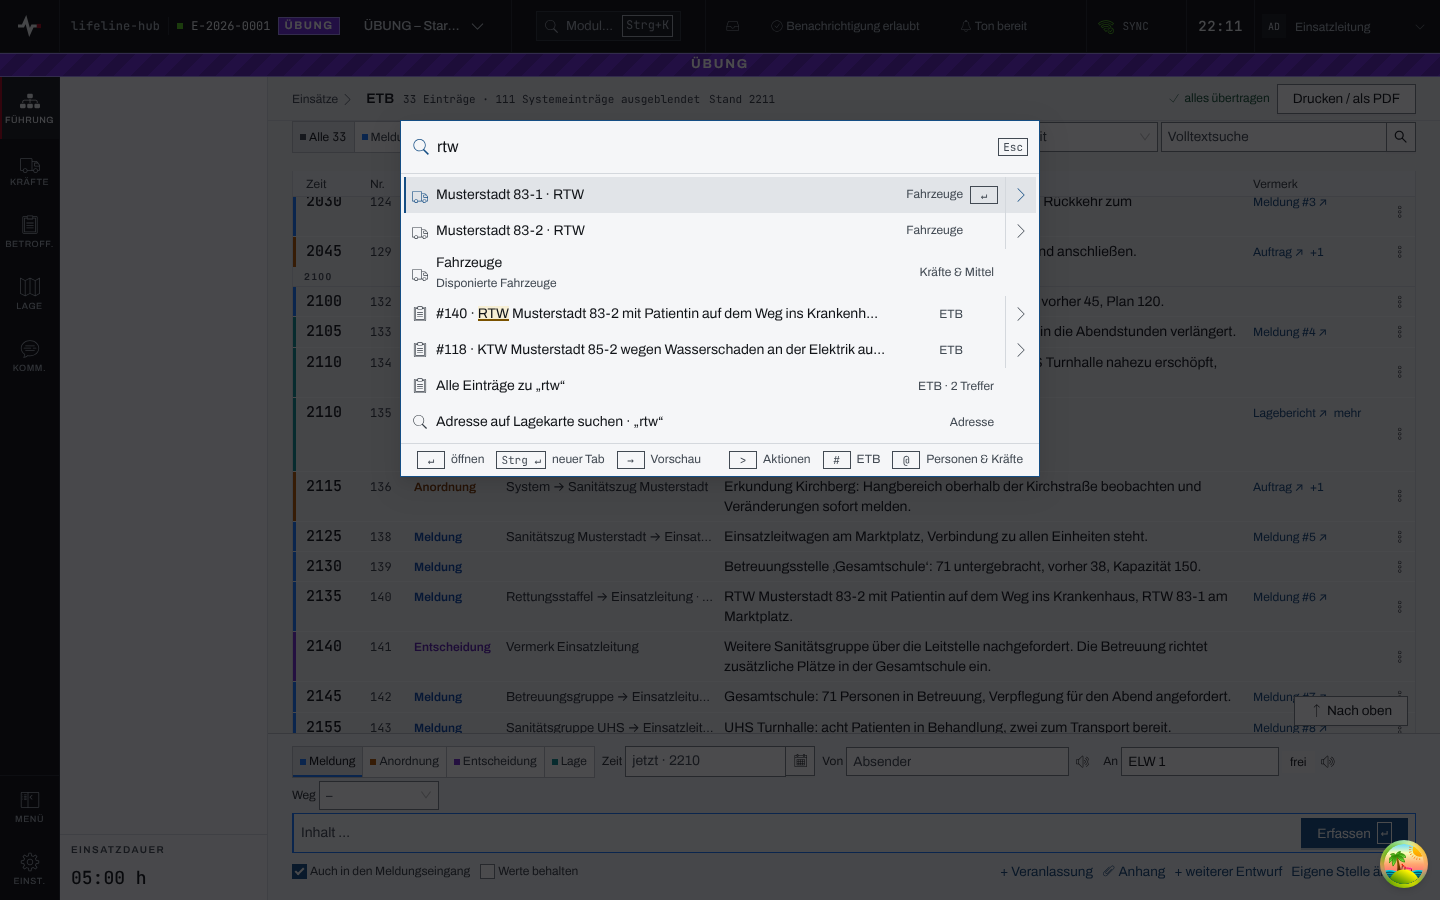 lifeline-hub E-2026-0001 ÜBUNG ÜBUNG – Star... Modul... Strg+K Benachrichtigung erlaubt Ton bereit SYNC 22:11 AD Einsatzleitung
ÜBUNG
FÜHRUNG
KRÄFTE
BETROFF.
LAGE
KOMM.
MENÜ
EINST.
EINSATZDAUER
05:00 h
Einsätze ETB 33 Einträge · 111 Systemeinträge ausgeblendet Stand 2211 alles übertragen Drucken / als PDF
Alle 33 Volltextsuche
rtw Esc
Musterstadt 83-1 · RTW Fahrzeuge ↵
Musterstadt 83-2 · RTW Fahrzeuge
Fahrzeuge
Disponierte Fahrzeuge Kräfte & Mittel
#140 · RTW Musterstadt 83-2 mit Patientin auf dem Weg ins Krankenh... ETB
#118 · KTW Musterstadt 85-2 wegen Wasserschaden an der Elektrik au... ETB
Alle Einträge zu „rtw“ ETB · 2 Treffer
Adresse auf Lagekarte suchen · „rtw“ Adresse
↵ öffnen Strg ↵ neuer Tab → Vorschau > Aktionen # ETB @ Personen & Kräfte
Zeit Nr. Vermerk
2030 124 Rückkehr zum Meldung #3 ↗
2045 129 nd anschließen. Auftrag ↗ +1
2100
2100 132 vorher 45, Plan 120.
2105 133 in die Abendstunden verlängert. Meldung #4 ↗
2110 134 S Turnhalle nahezu erschöpft,
2110 135 Lagebericht ↗ mehr
2115 136 Anordnung System → Sanitätszug Musterstadt Erkundung Kirchberg: Hangbereich oberhalb der Kirchstraße beobachten und Auftrag ↗ +1
Veränderungen sofort melden.
2125 138 Meldung Sanitätszug Musterstadt → Einsat... Einsatzleitwagen am Marktplatz, Verbindung zu allen Einheiten steht. Meldung #5 ↗
2130 139 Meldung Betreuungsstelle ‚Gesamtschule‘: 71 untergebracht, vorher 38, Kapazität 150.
2135 140 Meldung Rettungsstaffel → Einsatzleitung · ... RTW Musterstadt 83-2 mit Patientin auf dem Weg ins Krankenhaus, RTW 83-1 am Meldung #6 ↗
Marktplatz.
2140 141 Entscheidung Vermerk Einsatzleitung Weitere Sanitätsgruppe über die Leitstelle nachgefordert. Die Betreuung richtet
zusätzliche Plätze in der Gesamtschule ein.
2145 142 Meldung Betreuungsgruppe → Einsatzleitu... Gesamtschule: 71 Personen in Betreuung, Verpflegung für den Abend angefordert.
2155 143 Meldung Sanitätsgruppe UHS → Einsatzleit... UHS Turnhalle: acht Patienten in Behandlung, zwei zum Transport bereit.
↑ Nach oben
Meldung Anordnung Entscheidung Lage Zeit jetzt · 2210 Von Absender An ELW 1 frei
Weg –
Inhalt ... Erfassen ↵
Auch in den Meldungseingang Werte behalten + Veranlassung Anhang + weiterer Entwurf Eigene Stelle